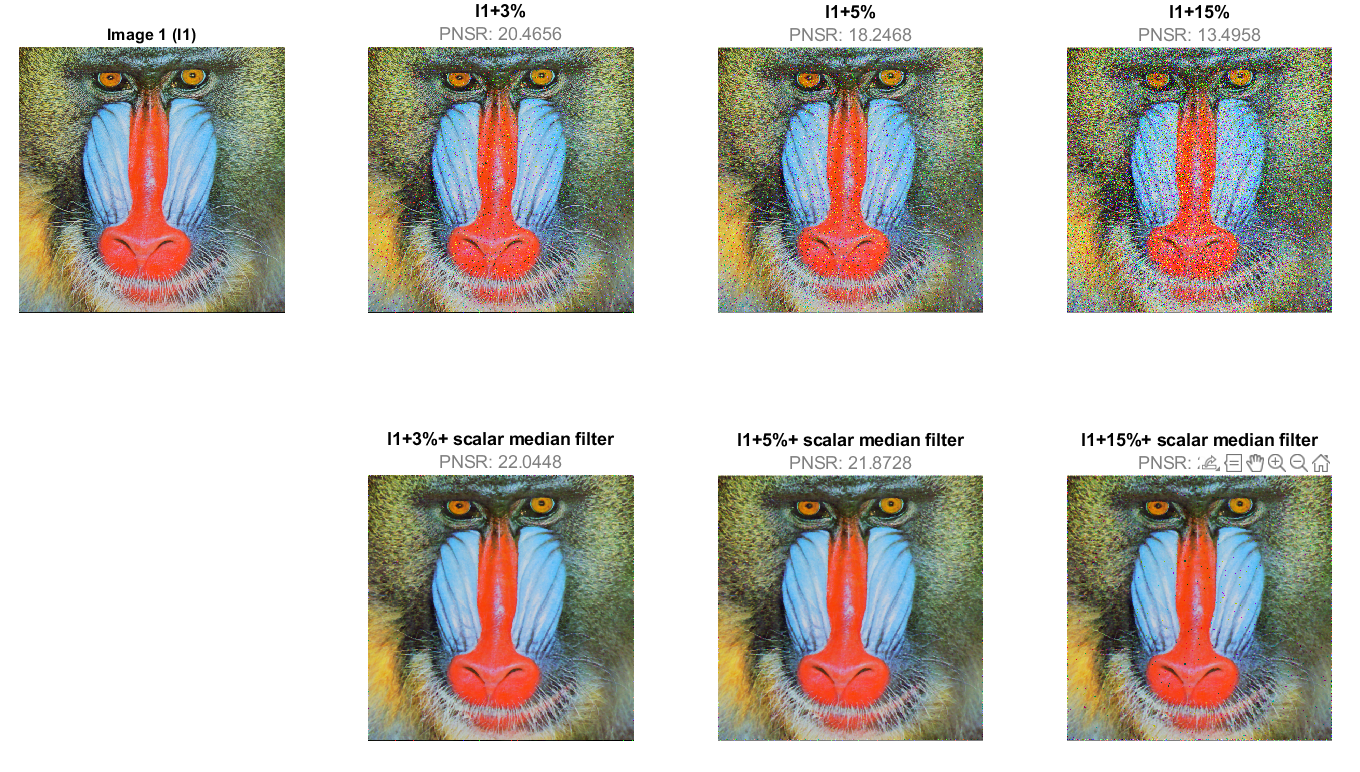 Image 1 (I1)
I1+3%
PNSR: 20.4656
I1+5%
PNSR: 18.2468
I1+15%
PNSR: 13.4958
I1+3%+ scalar median filter
PNSR: 22.0448
I1+5%+ scalar median filter
PNSR: 21.8728
I1+15%+ scalar median filter
PNSR: